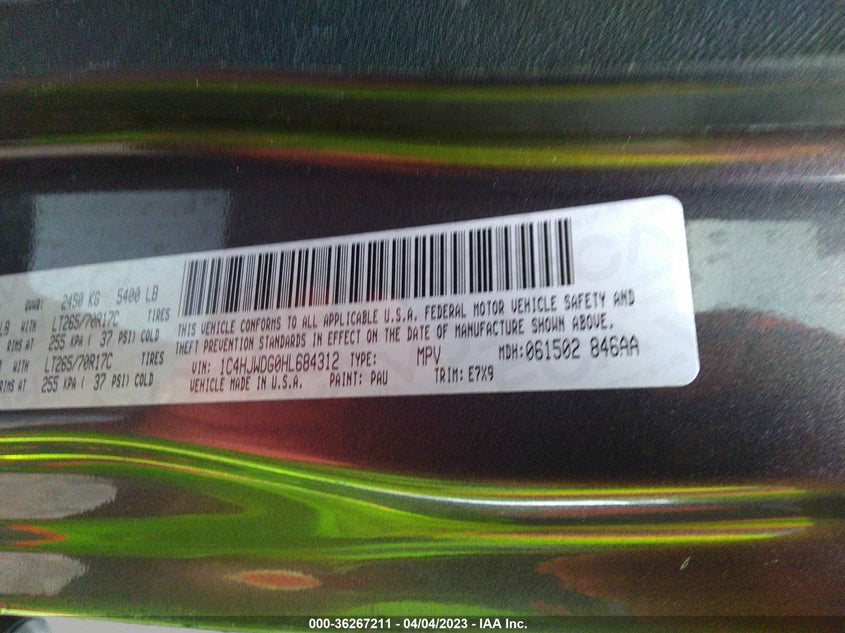 GVWR: 2450 KG 5400 LB
LB WITH LT265/70R17C TIRES
RIMS AT 255 KPA ( 37 PSI) COLD
WITH LT265/70R17C TIRES
RIMS AT 255 KPA ( 37 PSI) COLD
THIS VEHICLE CONFORMS TO ALL APPLICABLE U.S.A. FEDERAL MOTOR VEHICLE SAFETY AND
THEFT PREVENTION STANDARDS IN EFFECT ON THE DATE OF MANUFACTURE SHOWN ABOVE.
VIN: 1C4HJWDG0HL684312 TYPE: MPV MDH:061502 846AA
VEHICLE MADE IN U.S.A. PAINT: PAU TRIM: E7X9
000-36267211 - 04/04/2023 - IAA Inc.